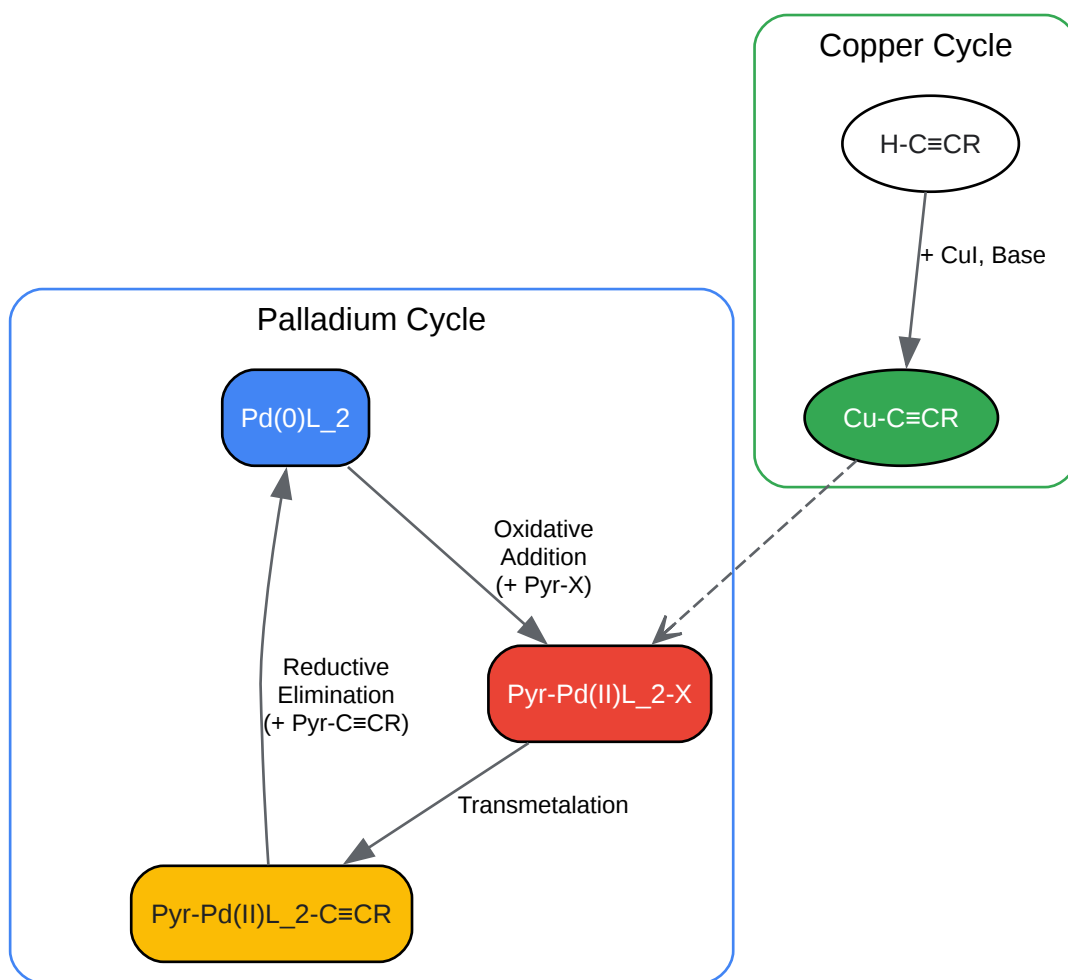 Copper Cycle
H-C≡CR
+ CuI, Base
Cu-C≡CR
Palladium Cycle
Pd(0)L_2
Oxidative
Addition
(+ Pyr-X)
Pyr-Pd(II)L_2-X
Reductive
Elimination
(+ Pyr-C≡CR)
Transmetalation
Pyr-Pd(II)L_2-C≡CR